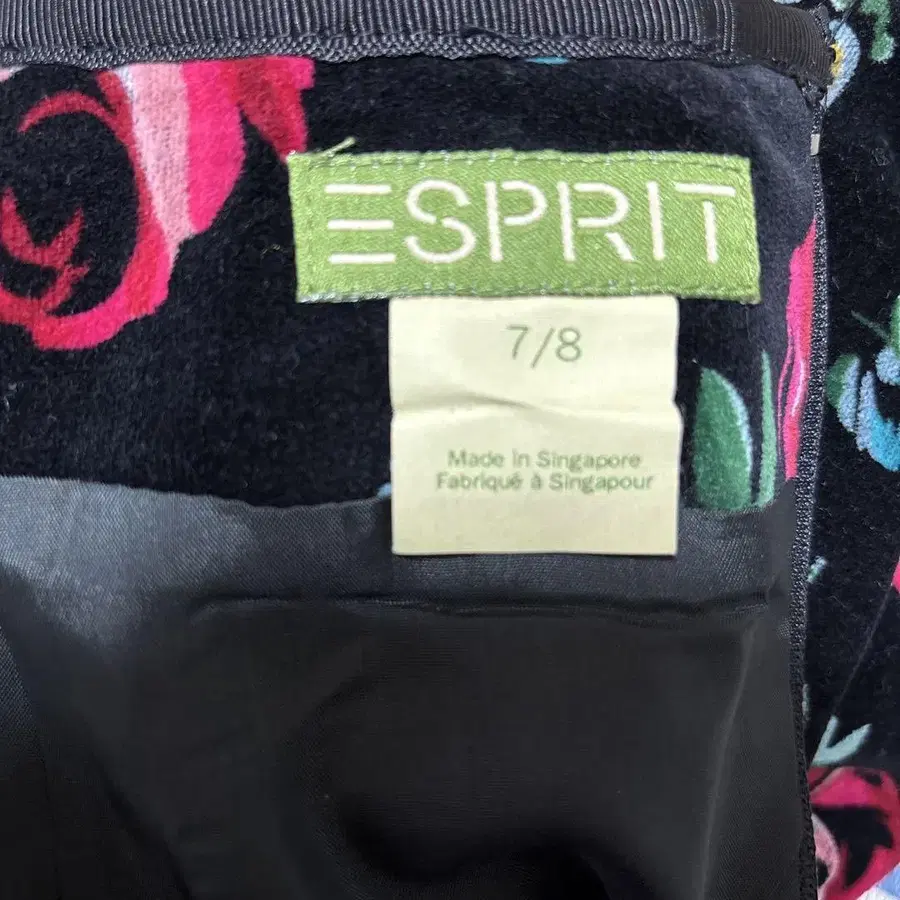 ESPRIT
7/8
Made in Singapore
Fabriqué à Singapour